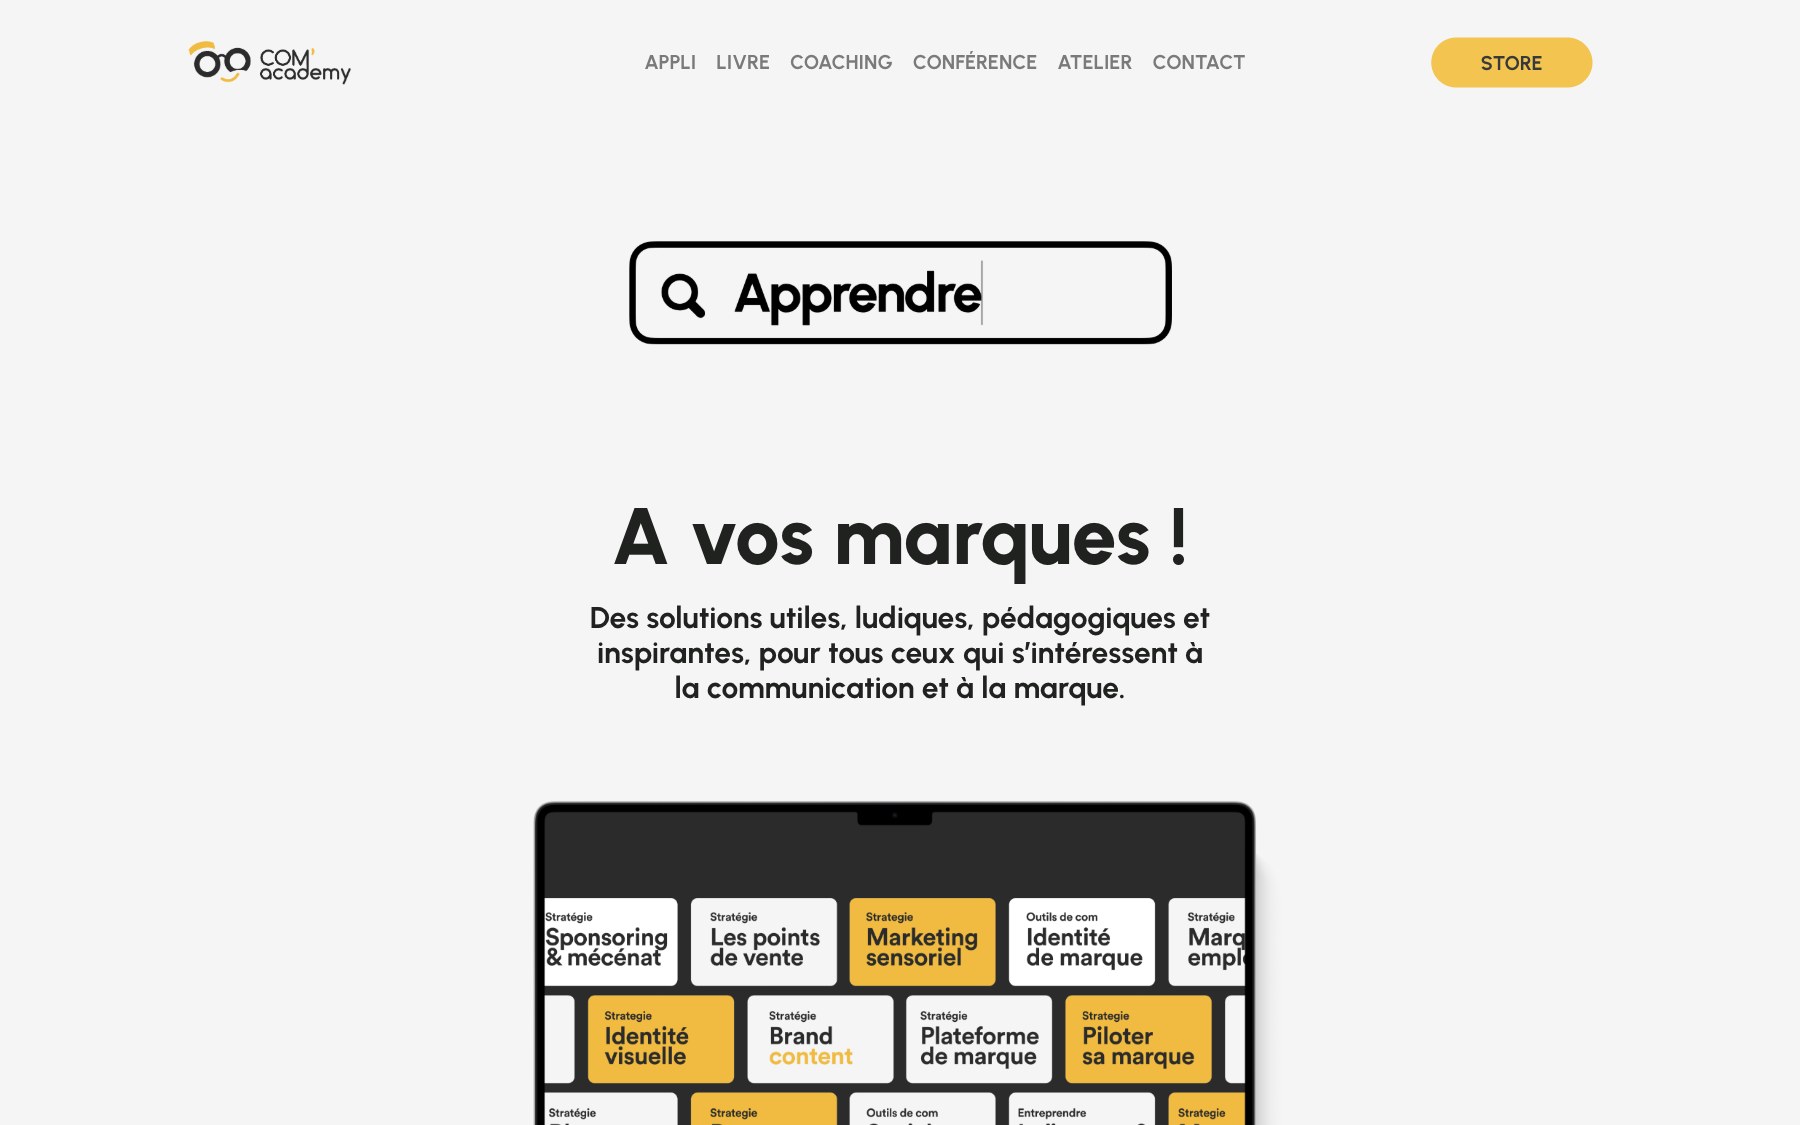 COM'
academy
APPLI LIVRE COACHING CONFÉRENCE ATELIER CONTACT
STORE
Apprendre
A vos marques !
Des solutions utiles, ludiques, pédagogiques et
inspirantes, pour tous ceux qui s’intéressent à
la communication et à la marque.
Stratégie
Sponsoring
& mécénat
Stratégie
Les points
de vente
Strategie
Marketing
sensoriel
Outils de com
Identité
de marque
Stratégie
Strategie
Identité
visuelle
Stratégie
Brand
content
Stratégie
Plateforme
de marque
Strategie
Piloter
sa marque
Stratégie
Strategie
Outils de com
Entreprendre
Strategie